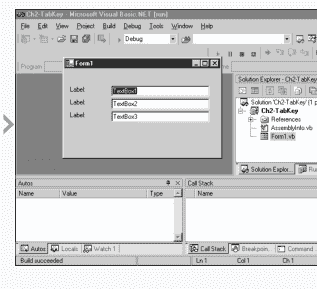 Ch2-TabKey - Microsoft Visual Basic .NET [run]
File Edit View Project Build Debug Tools Window Help
Debug
Program
Form1
Label TextBox1
Label TextBox2
Label TextBox3
Solution Explorer - Ch2-TabKey
Solution 'Ch2-TabKey' (1 p
Ch2-TabKey
References
AssemblyInfo.vb
Form1.vb
Solution Explor... Ru
Autos
Name Value Type
Call Stack
Name
Autos Locals Watch 1
Call Stack Breakpoin... Command
Build succeeded Ln 1 Col 1 Ch 1